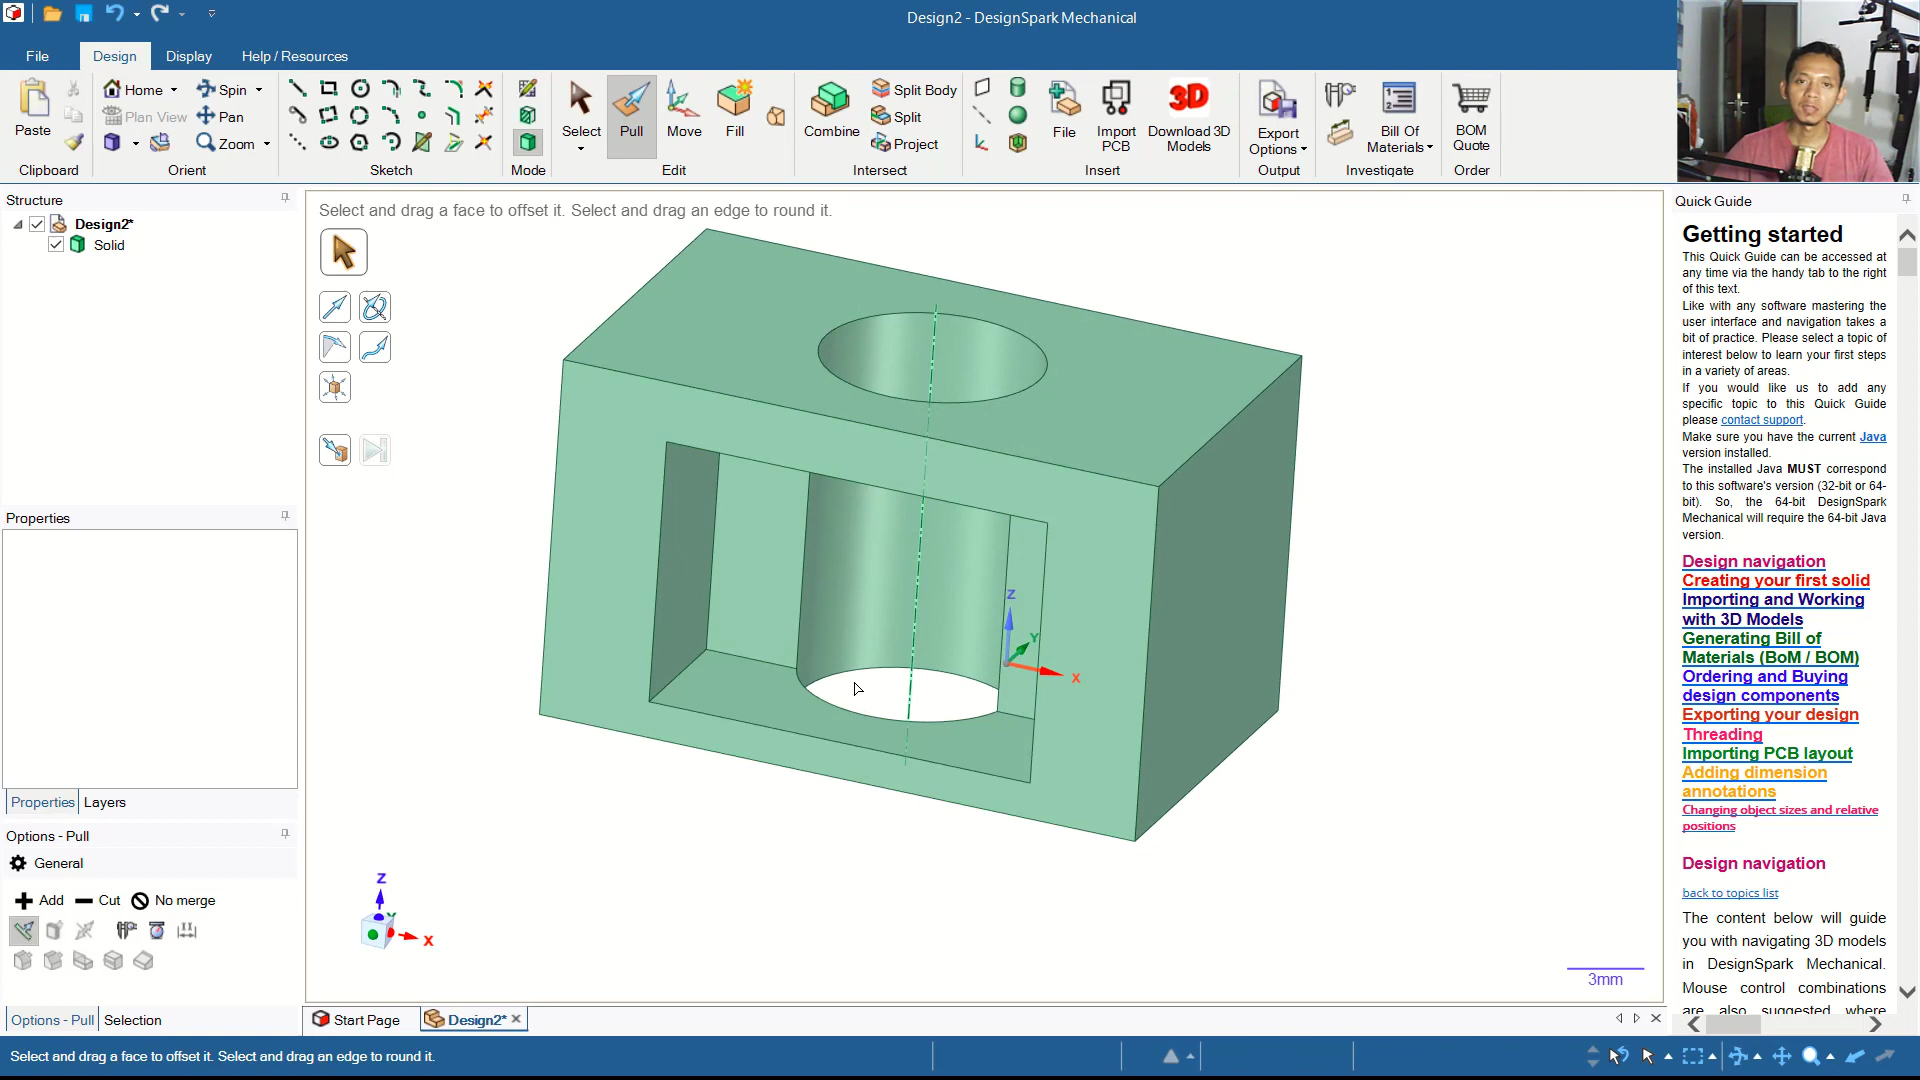 Design2 - DesignSpark Mechanical
File
Design
Display
Help / Resources
Paste
Clipboard
Home
Spin
Plan View
Pan
Zoom
Orient
Sketch
Mode
Select
Pull
Move
Fill
Edit
Combine
Split Body
Split
Project
Intersect
File
Import
PCB
Download 3D
Models
3D
Insert
Export
Options
Output
Bill Of
Materials
Investigate
BOM
Quote
Order
Structure
Design2*
Solid
Properties
Properties
Layers
Options - Pull
General
Add
Cut
No merge
Options - Pull
Selection
Select and drag a face to offset it. Select and drag an edge to round it.
Z
Y
X
Z
Y
X
3mm
Start Page
Design2*
Quick Guide
Getting started
This Quick Guide can be accessed at
any time via the handy tab to the right
of this text.
Like with any software mastering the
user interface and navigation takes a
bit of practice. Please select a topic of
interest below to learn your first steps
in a variety of areas.
If you would like us to add any
specific topic to this Quick Guide
please contact support.
Make sure you have the current Java
version installed.
The installed Java MUST correspond
to this software's version (32-bit or 64-
bit). So, the 64-bit DesignSpark
Mechanical will require the 64-bit Java
version.
Design navigation
Creating your first solid
Importing and Working
with 3D Models
Generating Bill of
Materials (BoM / BOM)
Ordering and Buying
design components
Exporting your design
Threading
Importing PCB layout
Adding dimension
annotations
Changing object sizes and relative
positions
Design navigation
back to topics list
The content below will guide
you with navigating 3D models
in DesignSpark Mechanical.
Mouse control combinations
are also suggested where
Select and drag a face to offset it. Select and drag an edge to round it.